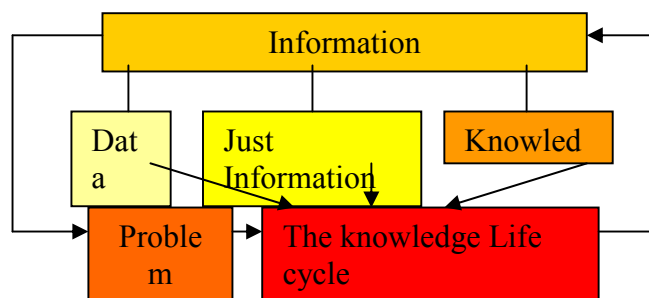 Information
Dat
a
Just
Information
Knowled
Proble
m
The knowledge Life
cycle